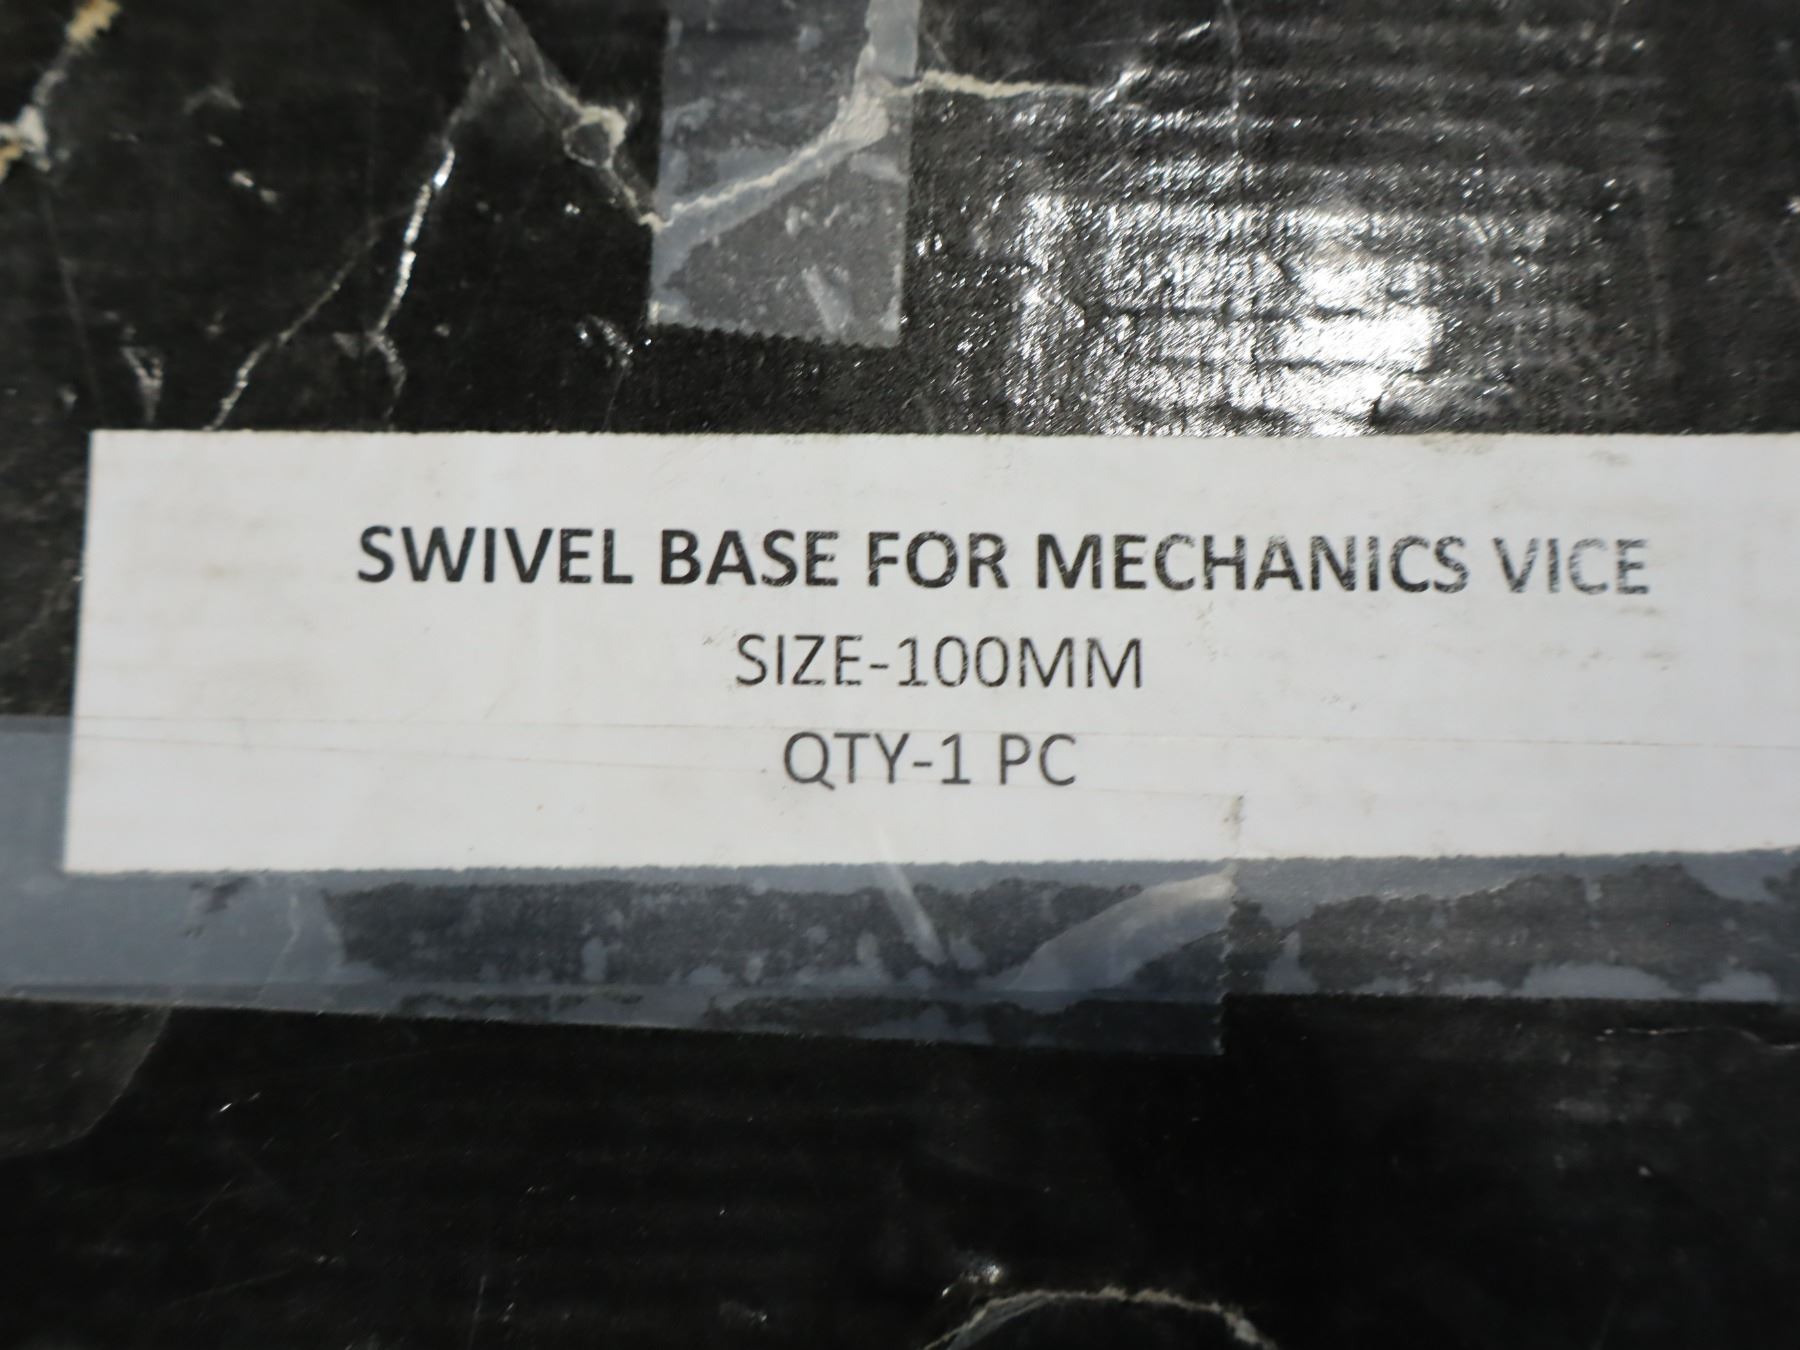 SWIVEL BASE FOR MECHANICS VICE
SIZE-100MM
QTY-1 PC